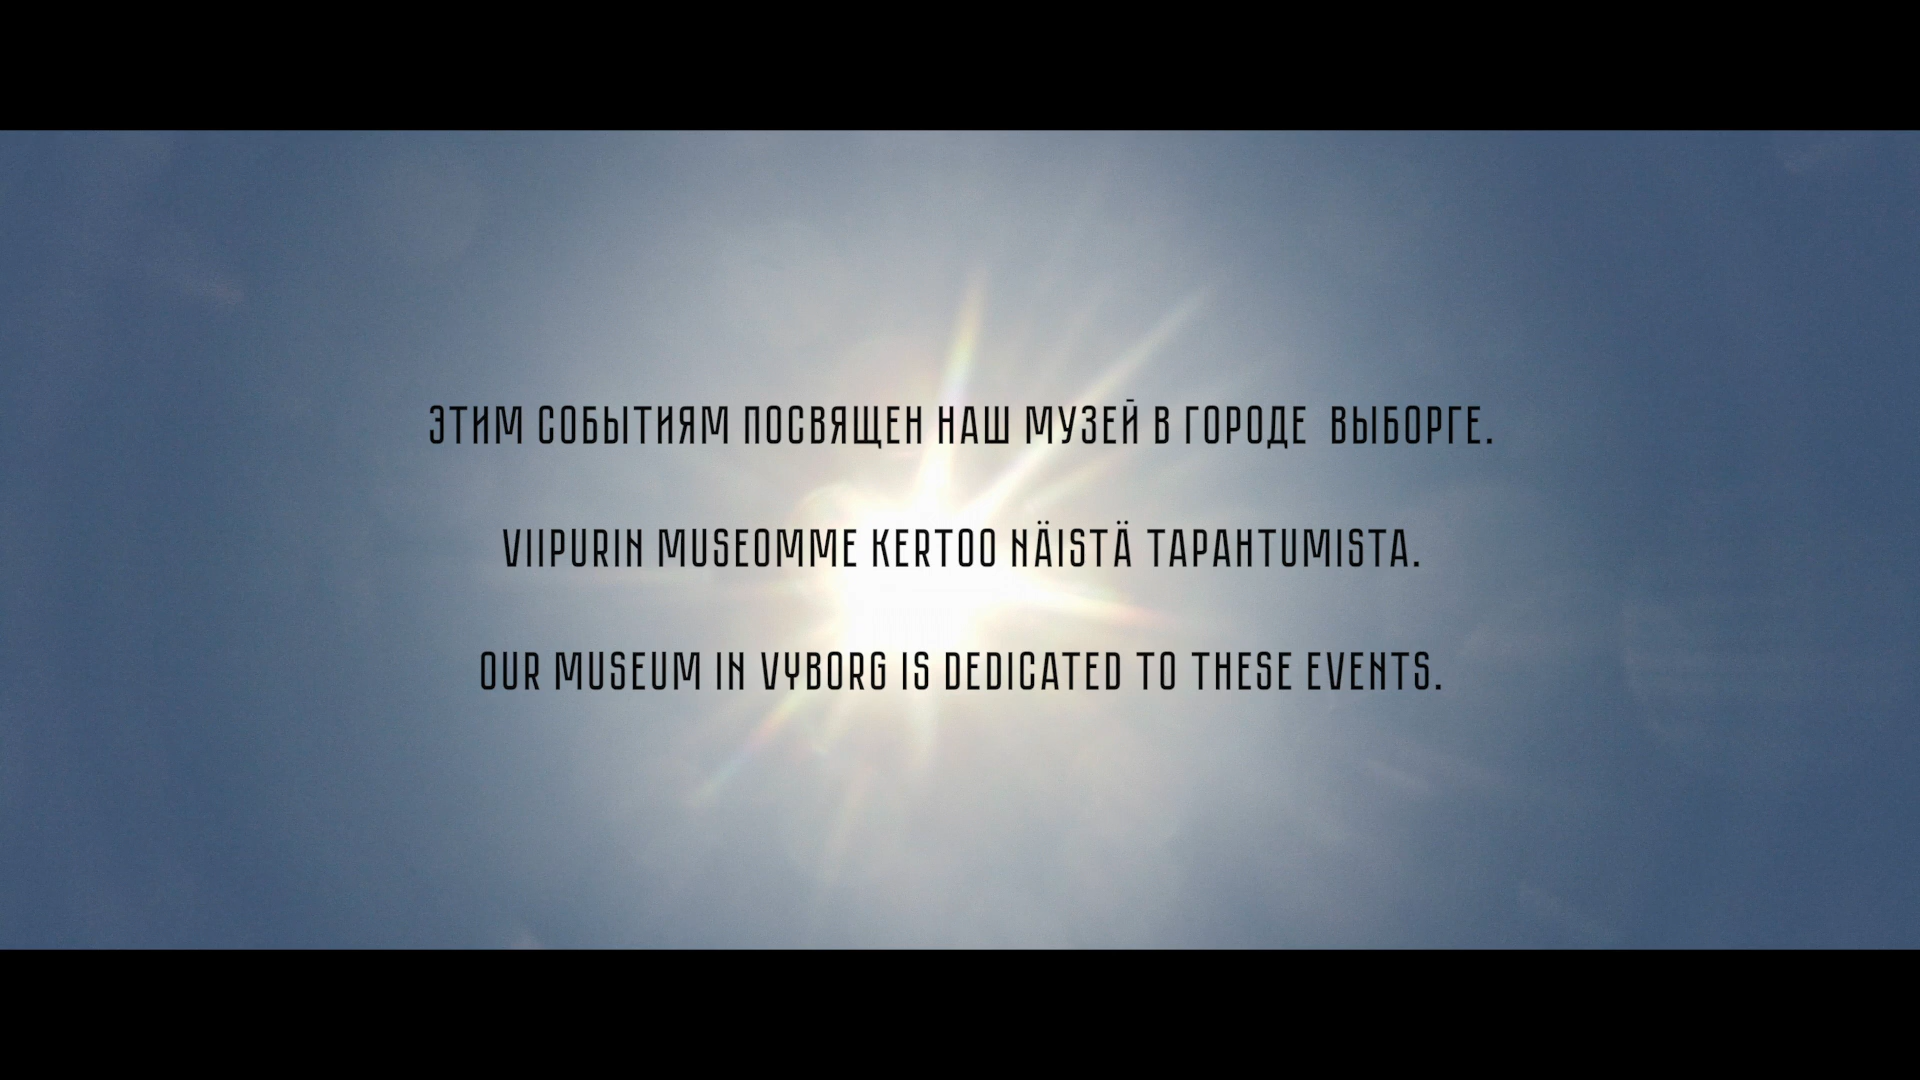 ЭТИМ СОБЫТИЯМ ПОСВЯЩЕН НАШ МУЗЕЙ В ГОРОДЕ ВЫБОРГЕ.
VIIPURIN MUSEOMME KERTOO NÄISTÄ TAPAHTUMISTA.
OUR MUSEUM IN VYBORG IS DEDICATED TO THESE EVENTS.